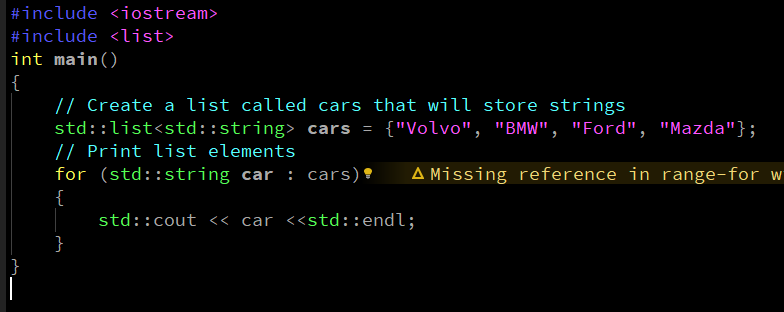 #include <iostream>
#include <list>
int main()
{
    // Create a list called cars that will store strings
    std::list<std::string> cars = {"Volvo", "BMW", "Ford", "Mazda"};
    // Print list elements
    for (std::string car : cars) Missing reference in range-for w
    {
        std::cout << car <<std::endl;
    }
}